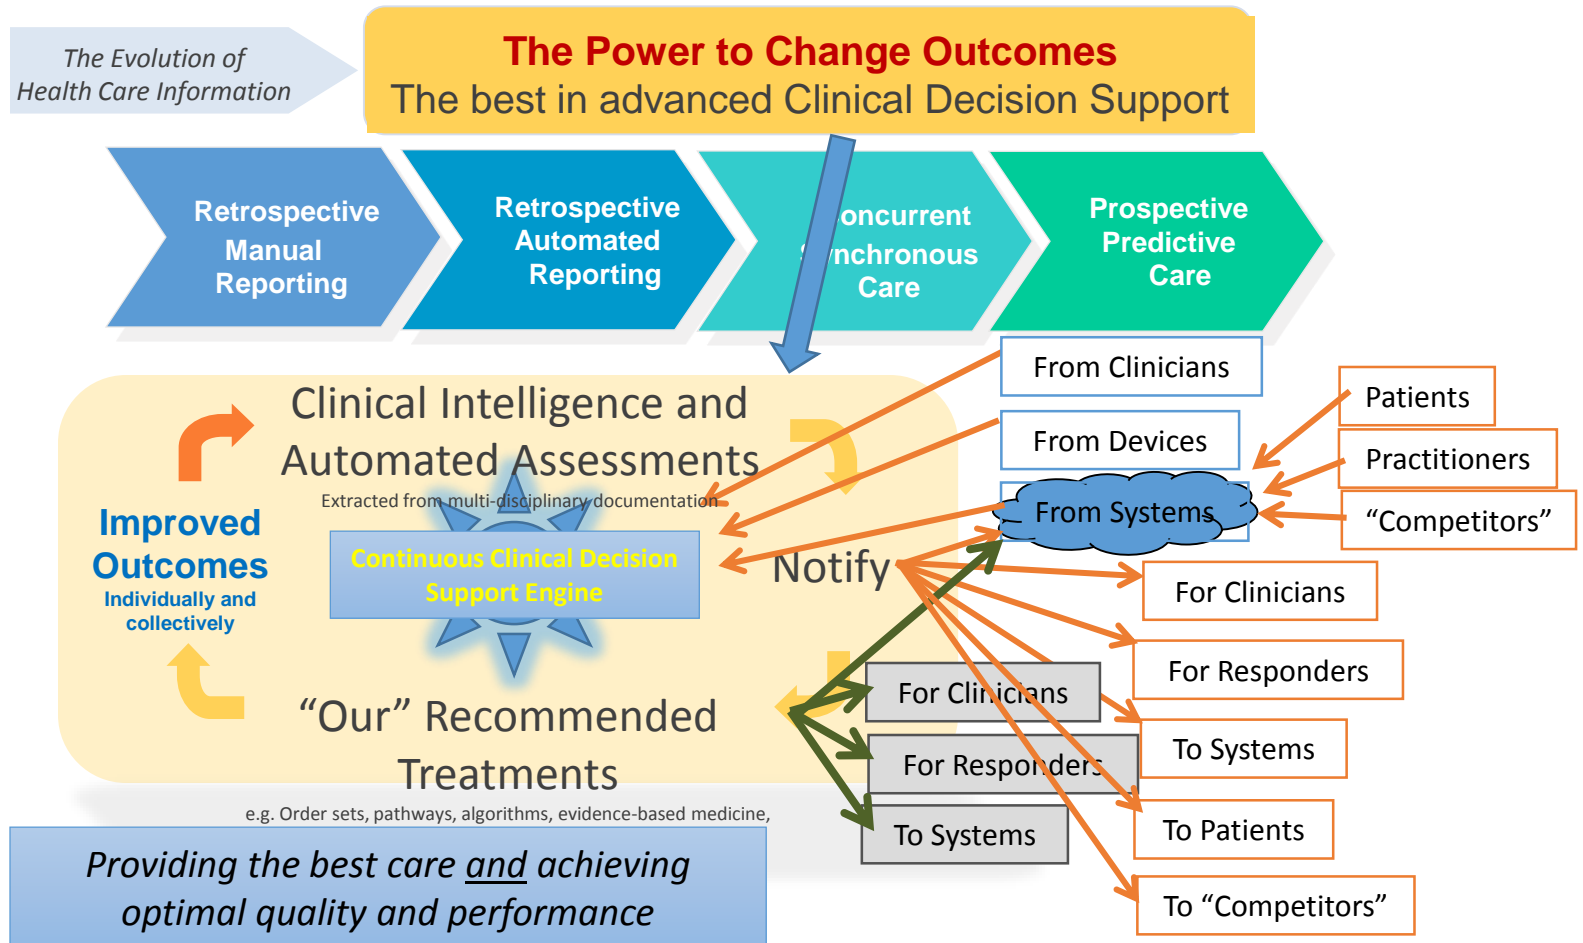 The Evolution of
Health Care Information
The Power to Change Outcomes
The best in advanced Clinical Decision Support
Retrospective
Manual
Reporting
Retrospective
Automated
Reporting
Concurrent
Synchronous
Care
Prospective
Predictive
Care
Clinical Intelligence and
Automated Assessments
Extracted from multi-disciplinary documentation
Improved
Outcomes
Individually and
collectively
Continuous Clinical Decision
Support Engine
Notify
“Our” Recommended
Treatments
e.g. Order sets, pathways, algorithms, evidence-based medicine,
Providing the best care and achieving
optimal quality and performance
From Clinicians
From Devices
From Systems
Patients
Practitioners
“Competitors”
For Clinicians
For Responders
To Systems
To Patients
To “Competitors”
For Clinicians
For Responders
To Systems